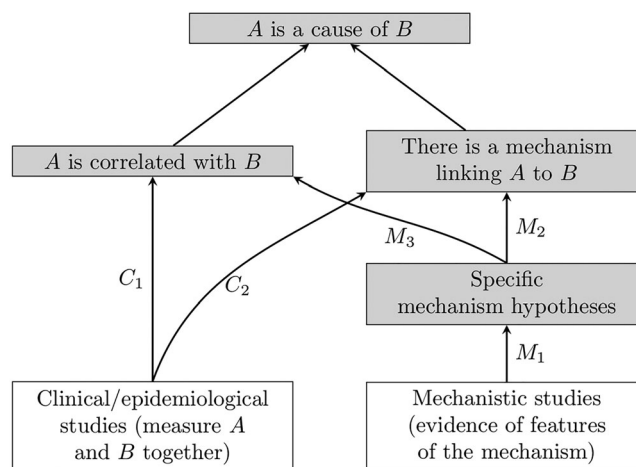 A is a cause of B
A is correlated with B
There is a mechanism
linking A to B
M₃
M₂
C₁
C₂
Specific
mechanism hypotheses
M₁
Clinical/epidemiological
studies (measure A
and B together)
Mechanistic studies
(evidence of features
of the mechanism)